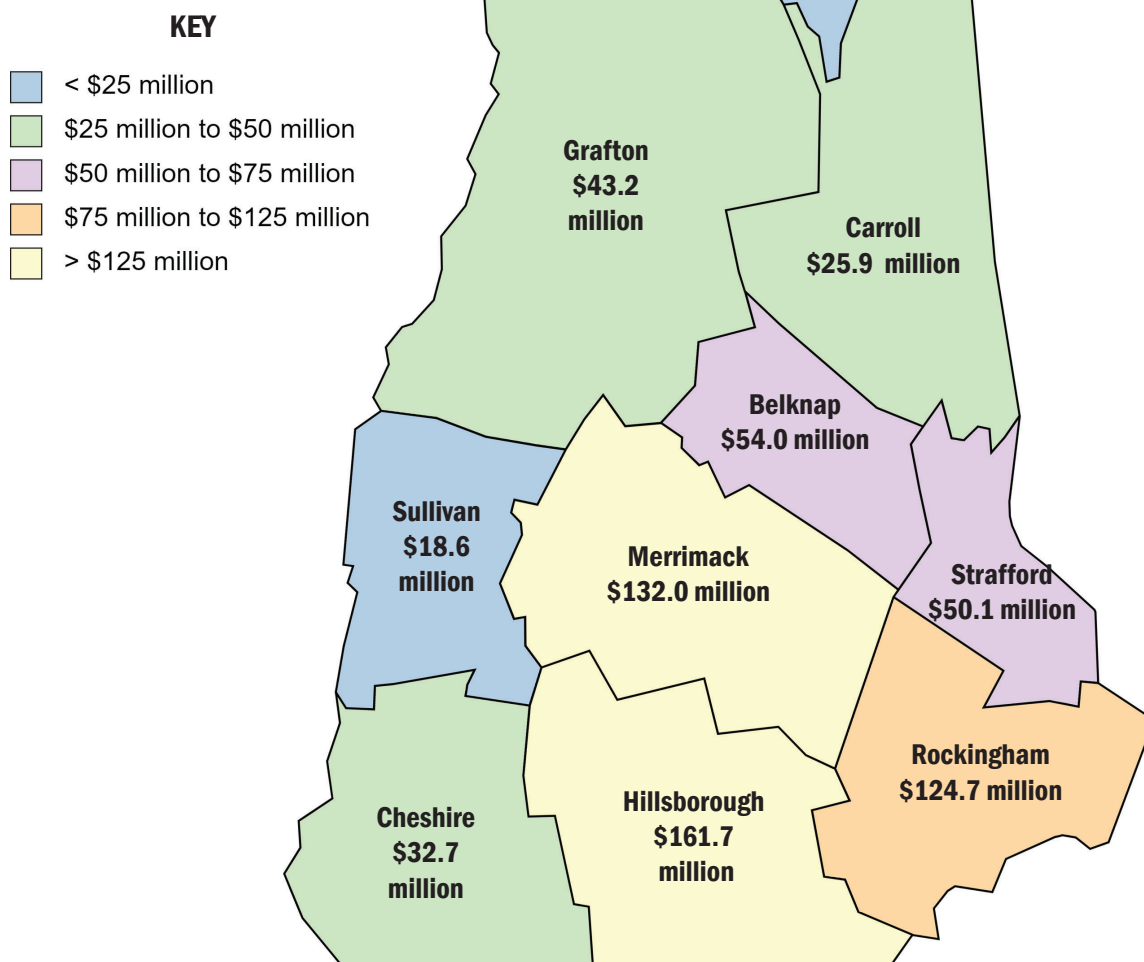 KEY
< $25 million
$25 million to $50 million
$50 million to $75 million
$75 million to $125 million
> $125 million
Grafton
$43.2
million
Carroll
$25.9 million
Belknap
$54.0 million
Sullivan
$18.6
million
Merrimack
$132.0 million
Strafford
$50.1 million
Rockingham
$124.7 million
Hillsborough
$161.7
million
Cheshire
$32.7
million